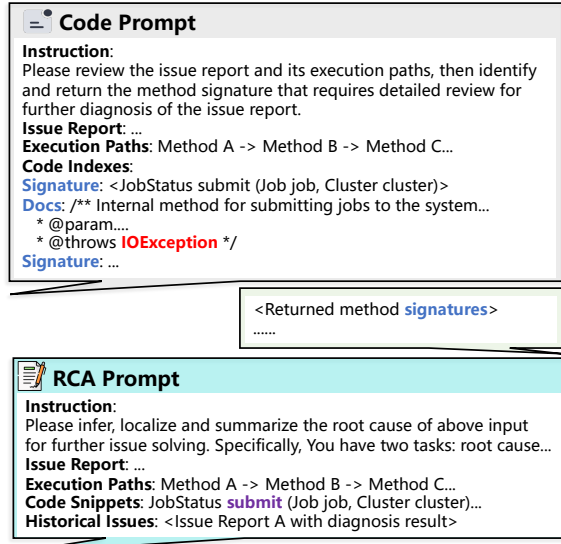 Code Prompt
Instruction:
Please review the issue report and its execution paths, then identify
and return the method signature that requires detailed review for
further diagnosis of the issue report.
Issue Report: ...
Execution Paths: Method A -> Method B -> Method C...
Code Indexes:
Signature: <JobStatus submit (Job job, Cluster cluster)>
Docs: /** Internal method for submitting jobs to the system...
* @param....
* @throws IOException */
Signature: ...
<Returned method signatures>
......
RCA Prompt
Instruction:
Please infer, localize and summarize the root cause of above input
for further issue solving. Specifically, You have two tasks: root cause...
Issue Report: ...
Execution Paths: Method A -> Method B -> Method C...
Code Snippets: JobStatus submit (Job job, Cluster cluster)...
Historical Issues: <Issue Report A with diagnosis result>